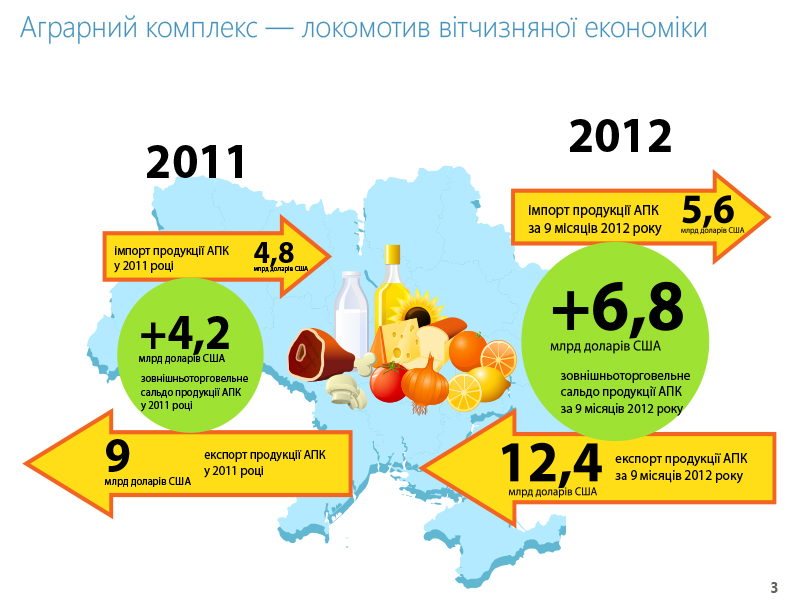 Аграрний комплекс — локомотив вітчизняної економіки
2011
імпорт продукції АПК
у 2011 році
4,8
млрд доларів США
+4,2
млрд доларів США
зовнішньоторговельне
сальдо продукції АПК
у 2011 році
9
млрд доларів США
експорт продукції АПК
у 2011 році
2012
імпорт продукції АПК
за 9 місяців 2012 року
5,6
млрд доларів США
+6,8
млрд доларів США
зовнішньоторговельне
сальдо продукції АПК
за 9 місяців 2012 року
12,4
млрд доларів США
експорт продукції АПК
за 9 місяців 2012 року
3